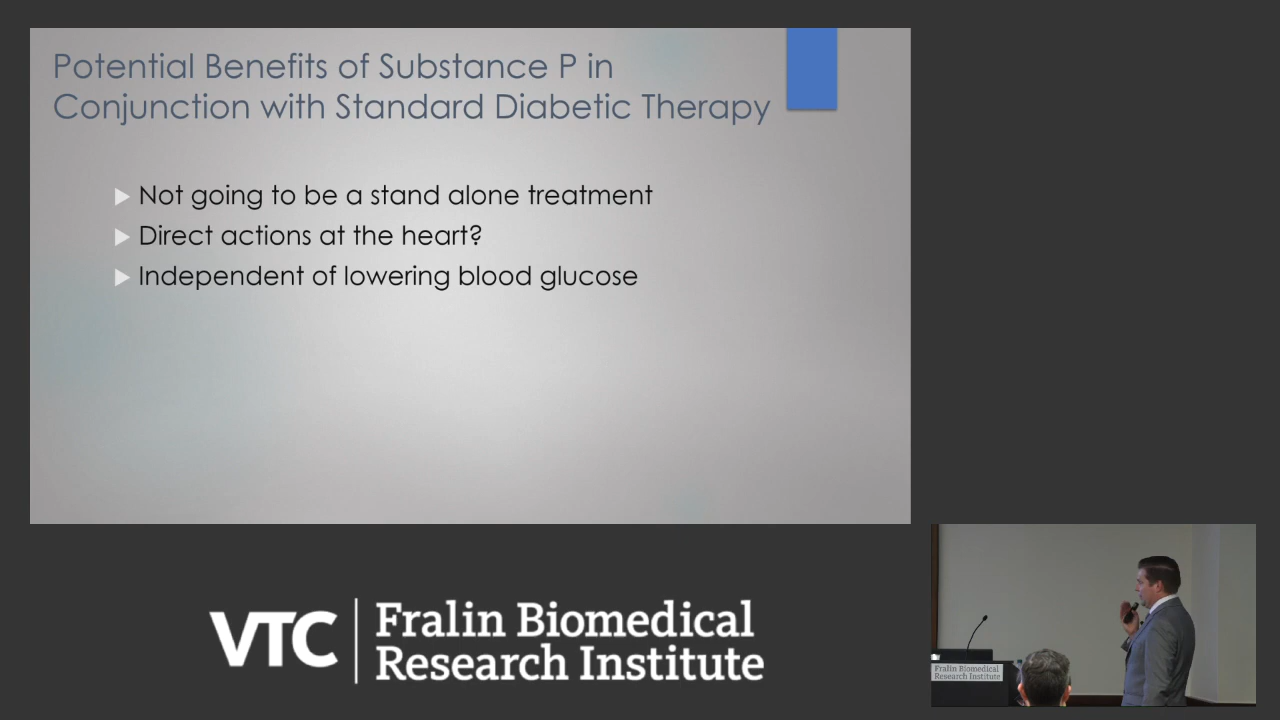 Potential Benefits of Substance P in
Conjunction with Standard Diabetic Therapy
Not going to be a stand alone treatment
Direct actions at the heart?
Independent of lowering blood glucose
VTC
Fralin Biomedical
Research Institute
Fralin Biomedical
Research Institute